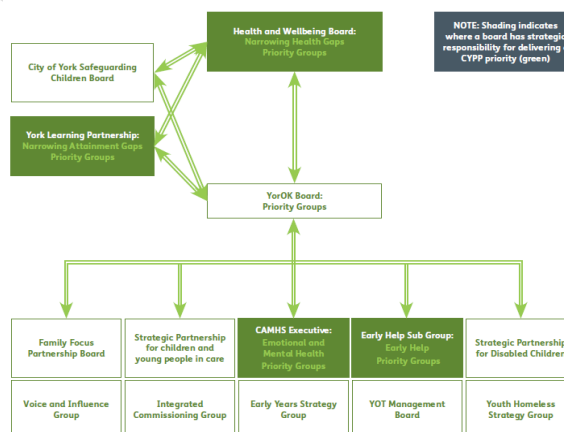 Health and Wellbeing Board:
Narrowing Health Gaps
Priority Groups
NOTE: Shading indicates
where a board has strategic
responsibility for delivering a
CYPP priority (green)
City of York Safeguarding
Children Board
York Learning Partnership:
Narrowing Attainment Gaps
Priority Groups
YorOK Board:
Priority Groups
Family Focus
Partnership Board
Strategic Partnership
for children and
young people in care
CAMHS Executive:
Emotional and
Mental Health
Priority Groups
Early Help Sub Group:
Early Help
Priority Groups
Strategic Partnership
for Disabled Children
Voice and Influence
Group
Integrated
Commissioning Group
Early Years Strategy
Group
YOT Management
Board
Youth Homeless
Strategy Group